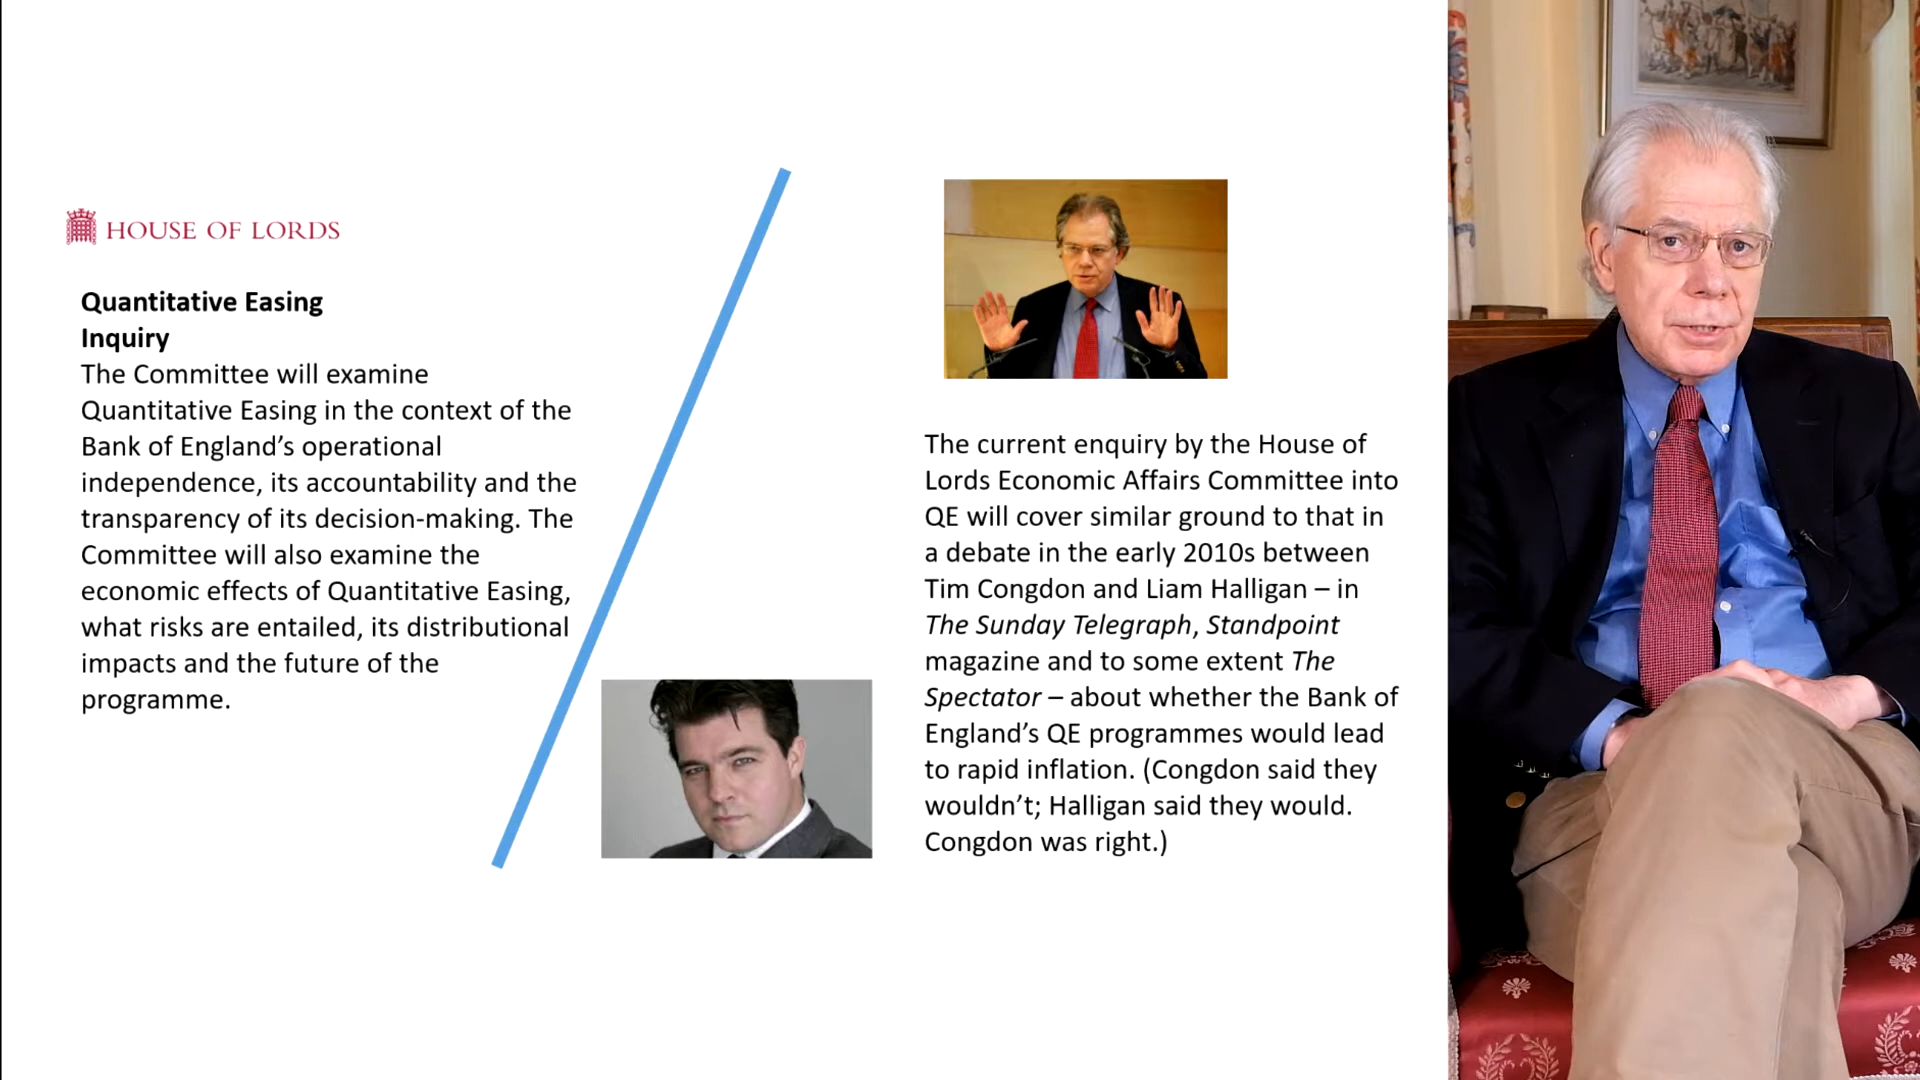 HOUSE OF LORDS
Quantitative Easing
Inquiry
The Committee will examine
Quantitative Easing in the context of the
Bank of England’s operational
independence, its accountability and the
transparency of its decision-making. The
Committee will also examine the
economic effects of Quantitative Easing,
what risks are entailed, its distributional
impacts and the future of the
programme.
The current enquiry by the House of
Lords Economic Affairs Committee into
QE will cover similar ground to that in
a debate in the early 2010s between
Tim Congdon and Liam Halligan – in
The Sunday Telegraph, Standpoint
magazine and to some extent The
Spectator – about whether the Bank of
England’s QE programmes would lead
to rapid inflation. (Congdon said they
wouldn’t; Halligan said they would.
Congdon was right.)